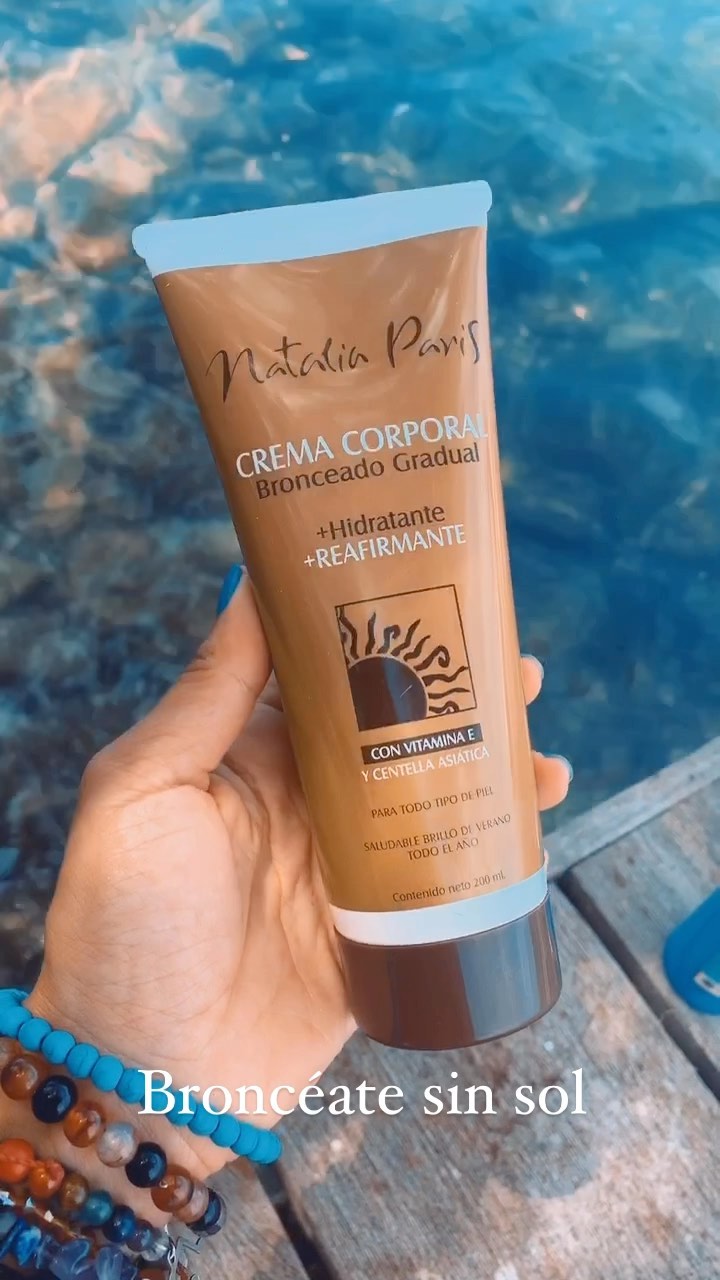 Natalia Paris
CREMA CORPORAL
Bronceado Gradual
+Hidratante
+REAFIRMANTE
CON VITAMINA E
Y CENTELLA ASIÁTICA
PARA TODO TIPO DE PIEL
SALUDABLE BRILLO DE VERANO
TODO EL AÑO
Contenido neto 200 mL
Broncéate sin sol